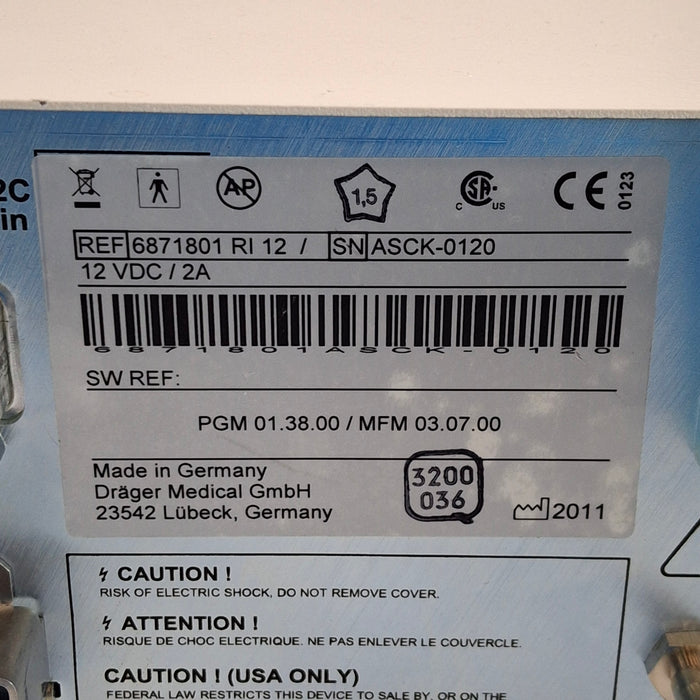 2C
in
AP
1,5
C SA US
CE 0123
REF 6871801 RI 12 / SN ASCK-0120
12 VDC / 2A
6871801ASCK-0120
SW REF:
PGM 01.38.00 / MFM 03.07.00
Made in Germany
Dräger Medical GmbH
23542 Lübeck, Germany
3200
036
2011
CAUTION !
RISK OF ELECTRIC SHOCK, DO NOT REMOVE COVER.
ATTENTION !
RISQUE DE CHOC ELECTRIQUE. NE PAS ENLEVER LE COUVERCLE.
CAUTION ! (USA ONLY)
FEDERAL LAW RESTRICTS THIS DEVICE TO SALE BY, OR ON THE